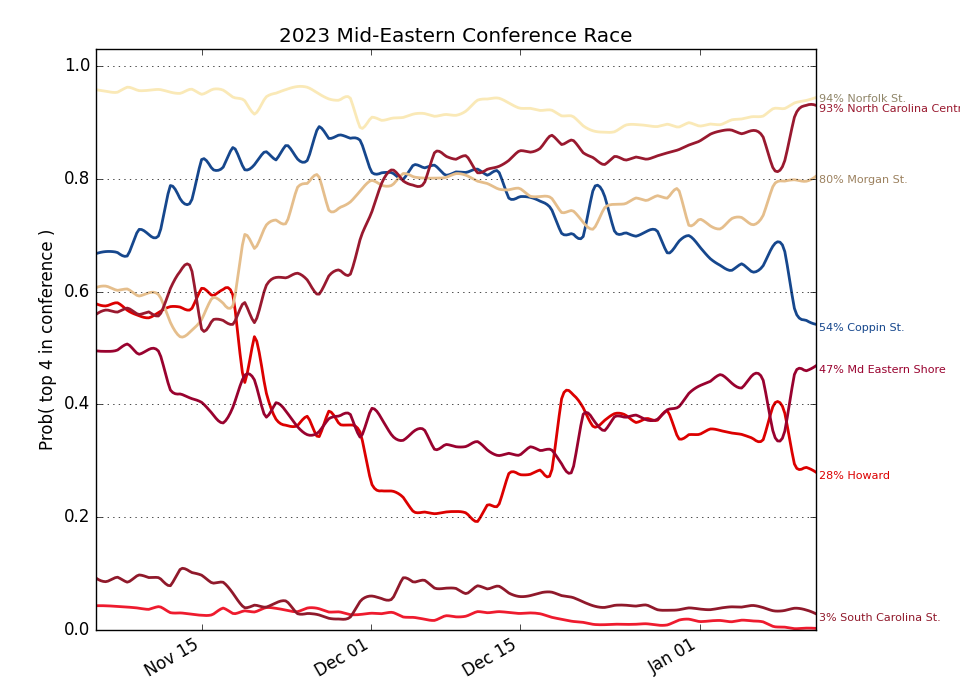 2023 Mid-Eastern Conference Race
Prob( top 4 in conference )
1.0
0.8
0.6
0.4
0.2
0.0
Nov 15
Dec 01
Dec 15
Jan 01
94% Norfolk St.
93% North Carolina Centr
80% Morgan St.
54% Coppin St.
47% Md Eastern Shore
28% Howard
3% South Carolina St.